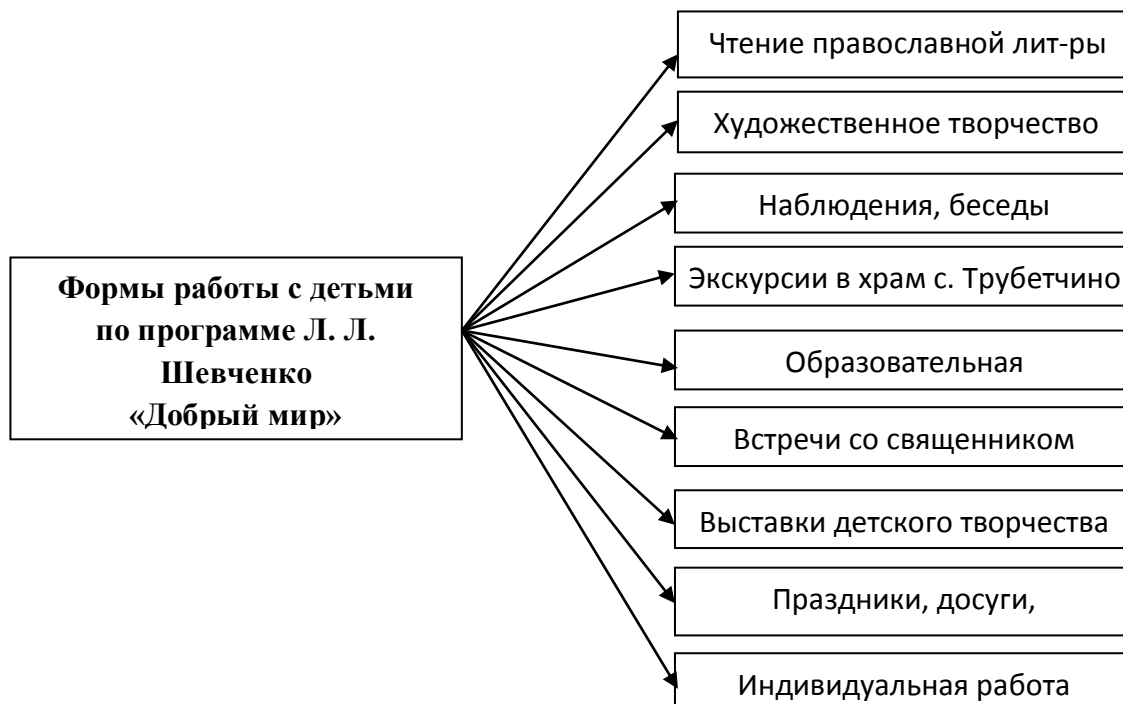 Чтение православной лит-ры
Художественное творчество
Наблюдения, беседы
Экскурсии в храм с. Трубетчино
Формы работы с детьми
по программе Л. Л.
Шевченко
«Добрый мир»
Образовательная
Встречи со священником
Выставки детского творчества
Праздники, досуги,
Индивидуальная работа